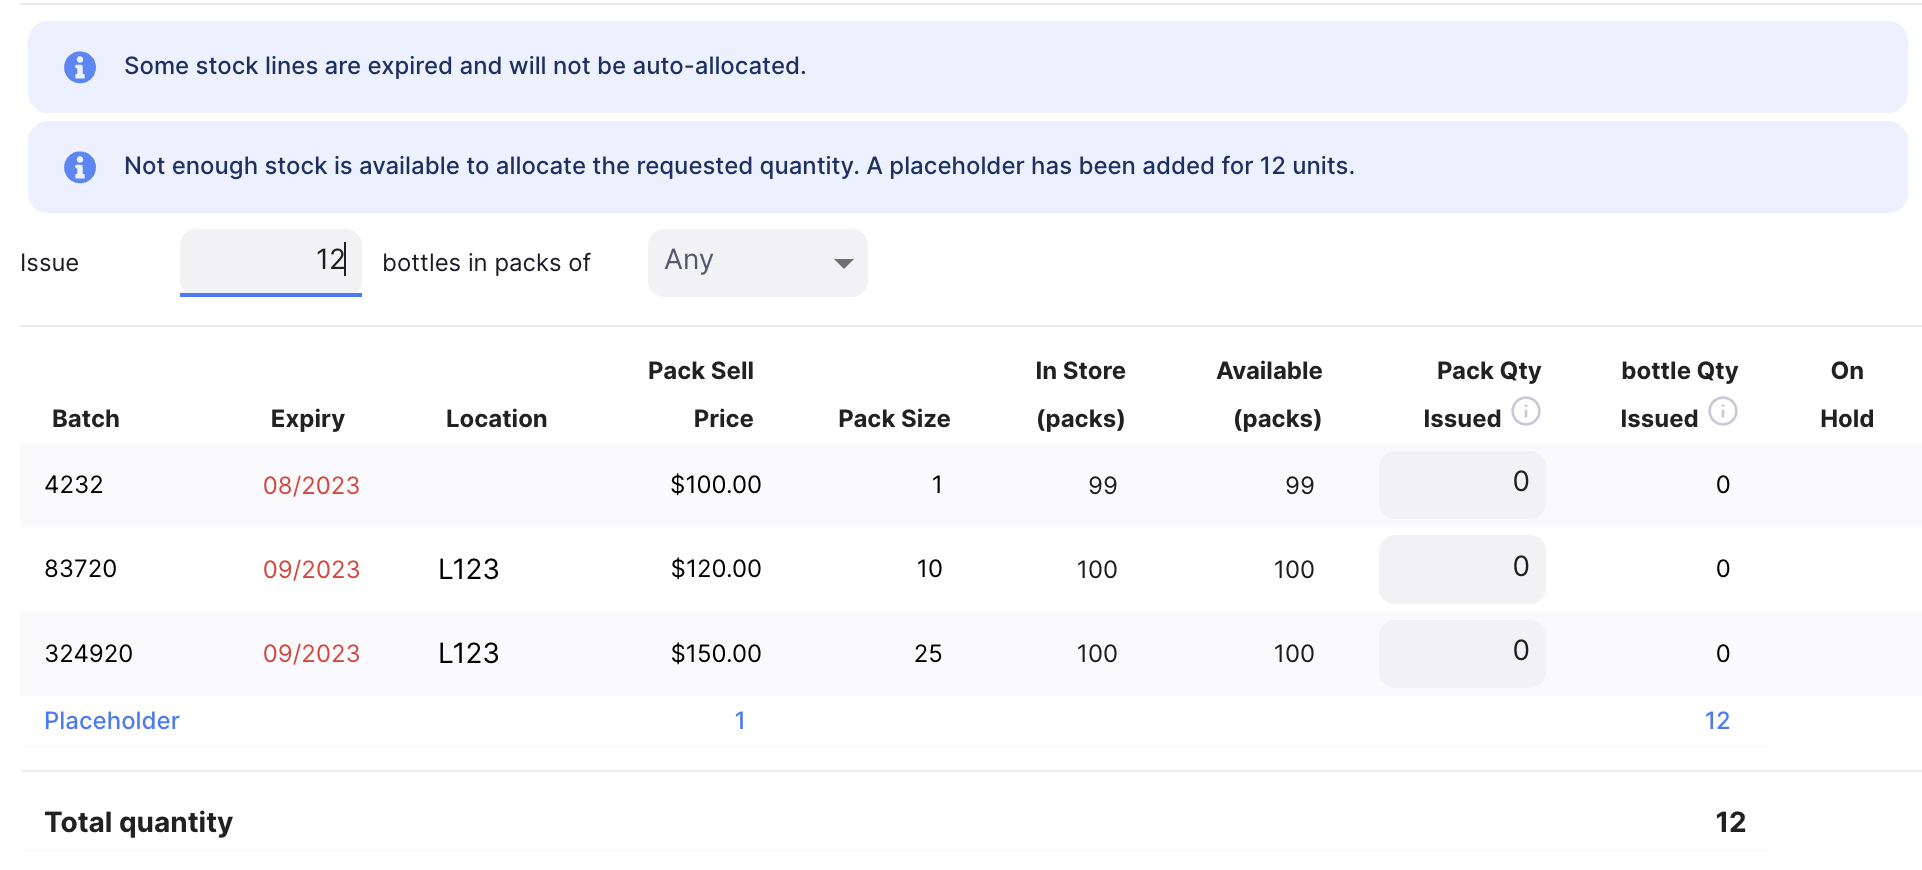 Some stock lines are expired and will not be auto-allocated.
Not enough stock is available to allocate the requested quantity. A placeholder has been added for 12 units.
Issue 12 bottles in packs of Any
Batch Expiry Location Pack Sell Price Pack Size In Store (packs) Available (packs) Pack Qty Issued bottle Qty Issued On Hold
4232 08/2023 $100.00 1 99 99 0 0
83720 09/2023 L123 $120.00 10 100 100 0 0
324920 09/2023 L123 $150.00 25 100 100 0 0
Placeholder 1 12
Total quantity 12